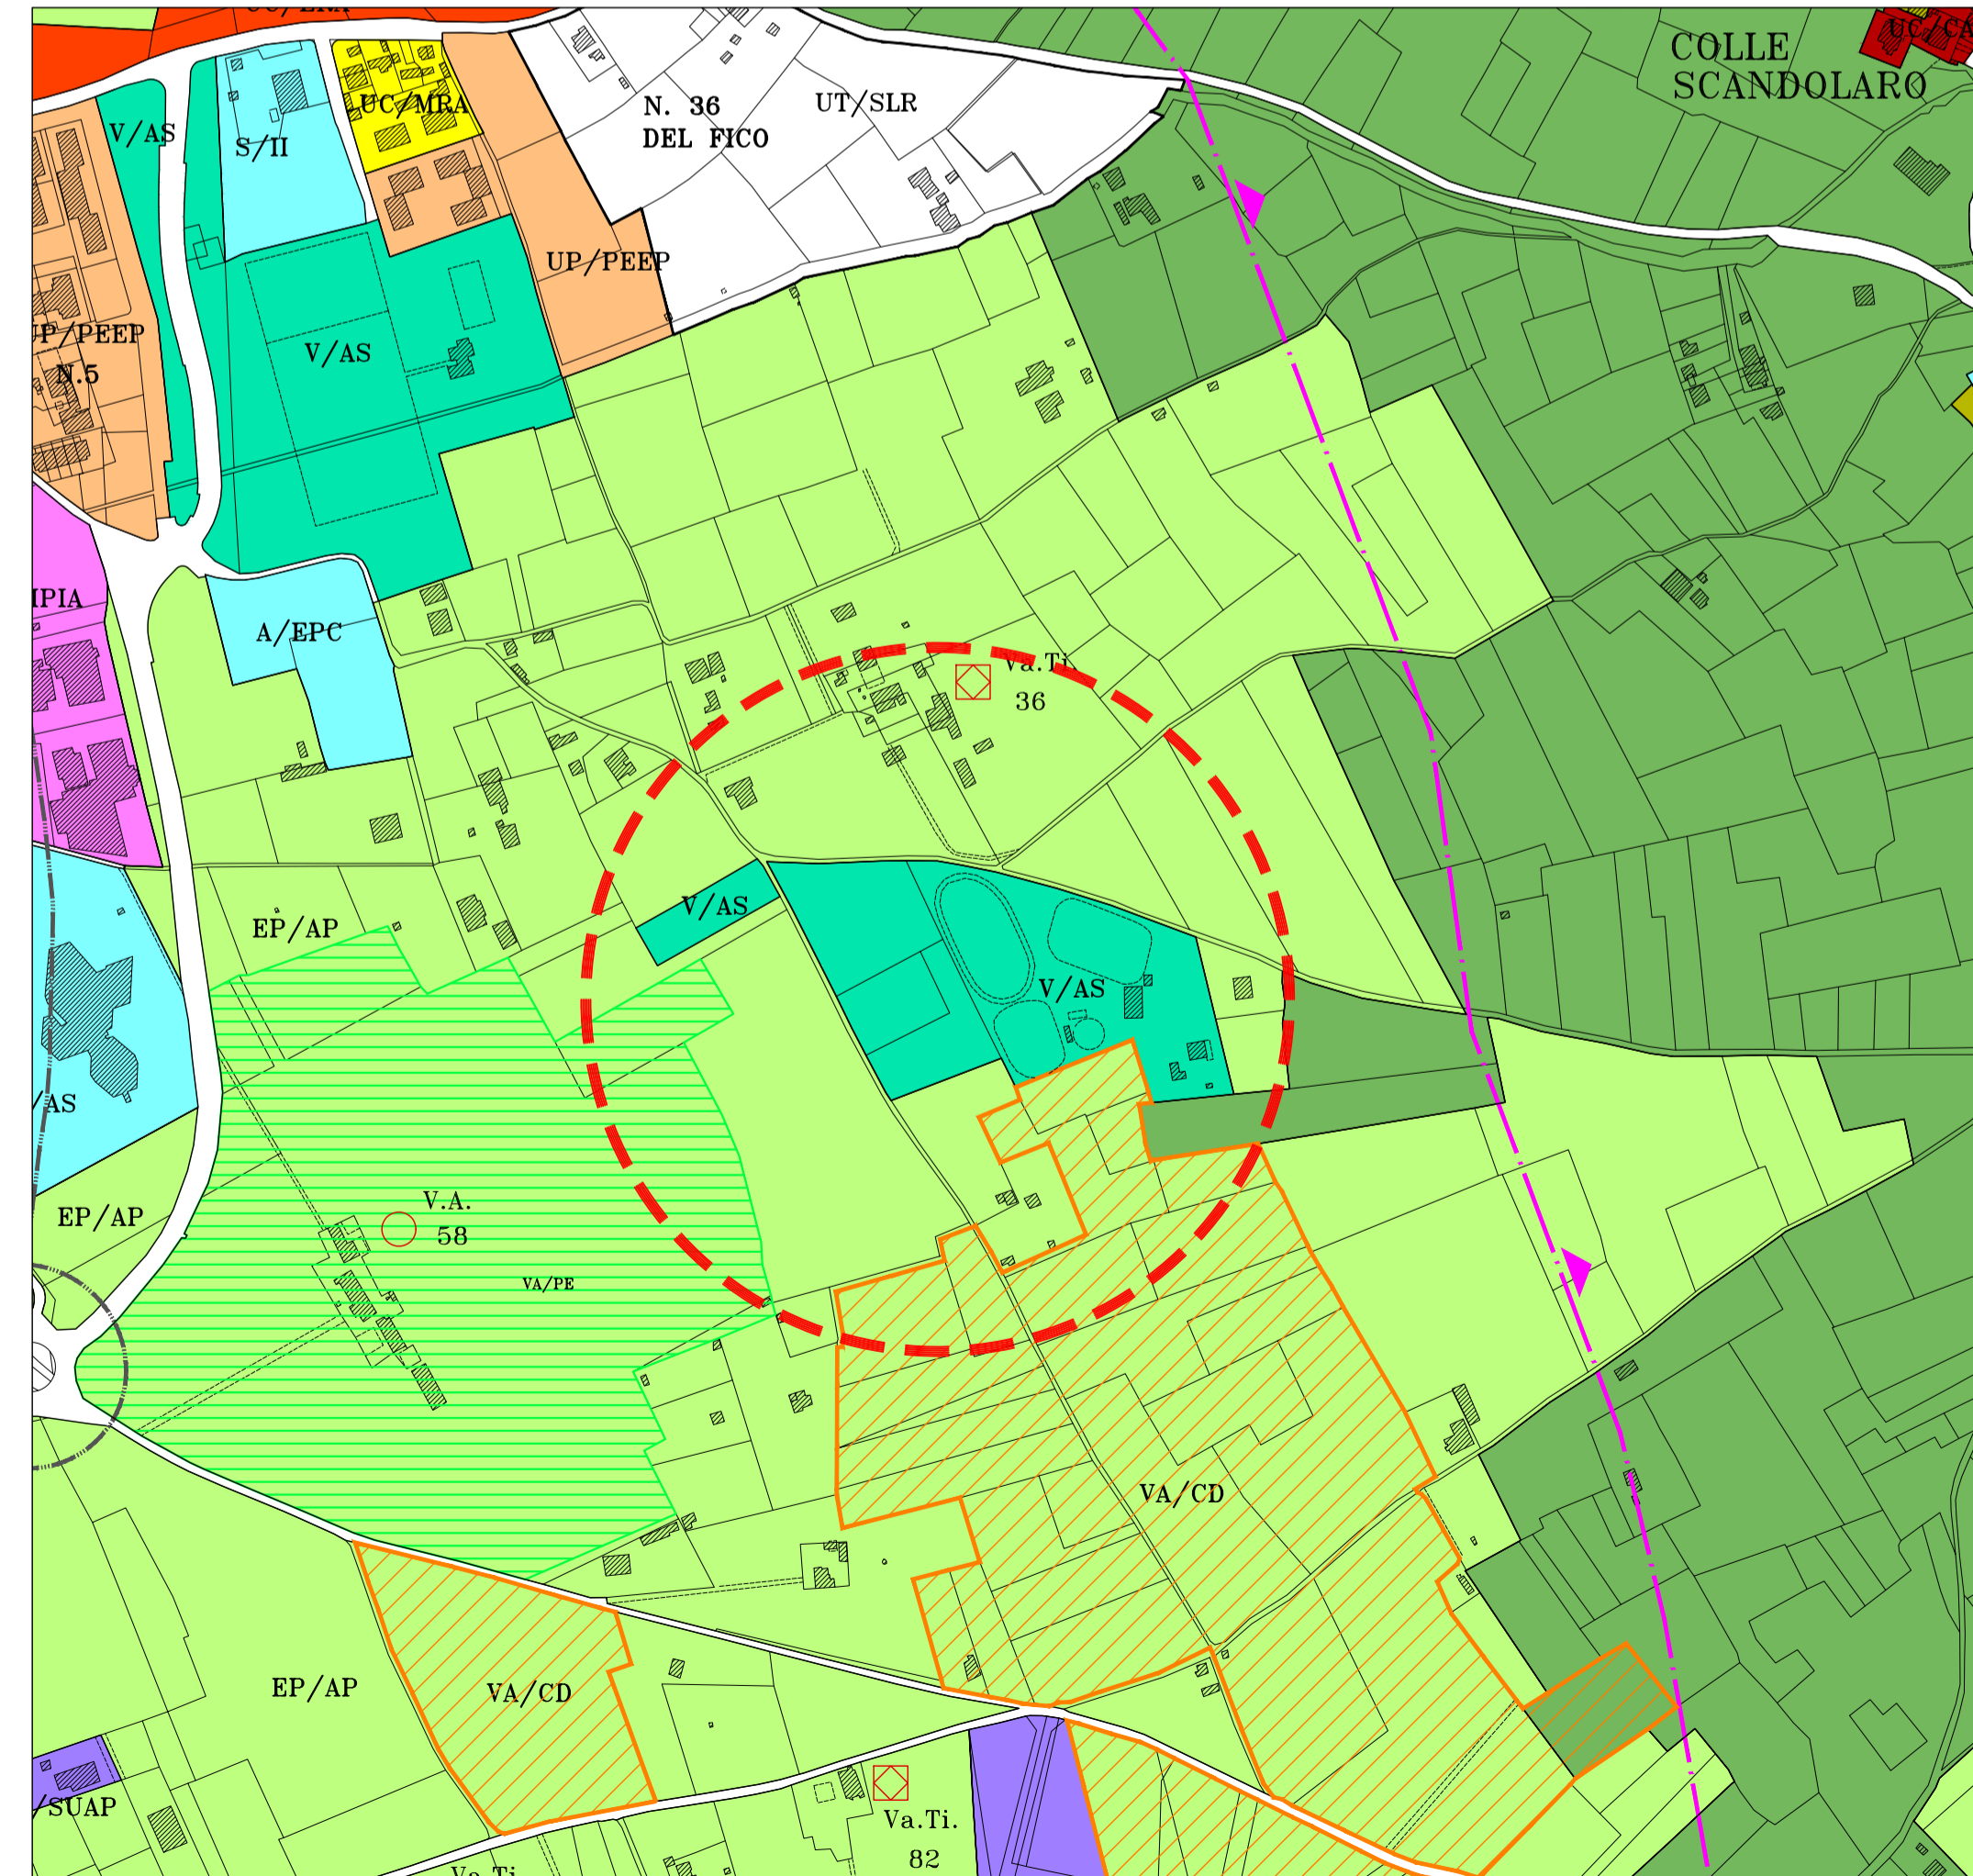 COLLE
SCANDOLARO
V/AS
S/II
UC/MRA
N. 36
DEL FICO
UT/SLR
UP/PEEP
UP/PEEP
N.5
V/AS
IPIA
A/EPC
Va.Ti.
36
V/AS
EP/AP
V/AS
/AS
V.A.
58
EP/AP
VA/PE
VA/CD
EP/AP
VA/CD
/SUAP
Va.Ti.
82
Va.Ti